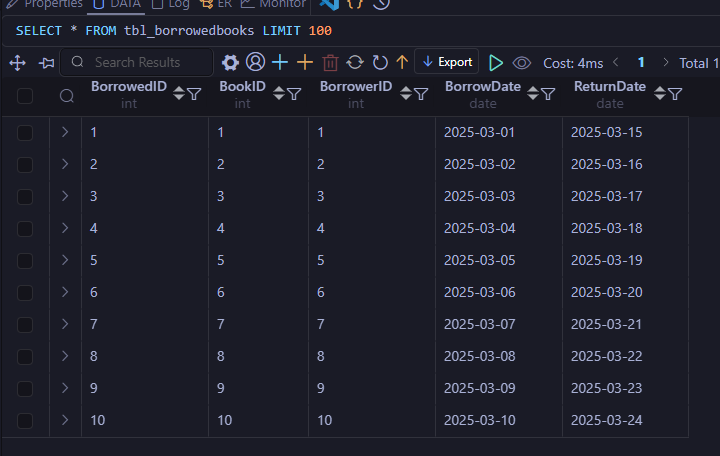 Properties DATA Log ER Monitor
SELECT * FROM tbl_borrowedbooks LIMIT 100
Search Results Export Cost: 4ms 1 Total 1
BorrowedID BookID BorrowerID BorrowDate ReturnDate
int int int date date
1 1 1 2025-03-01 2025-03-15
2 2 2 2025-03-02 2025-03-16
3 3 3 2025-03-03 2025-03-17
4 4 4 2025-03-04 2025-03-18
5 5 5 2025-03-05 2025-03-19
6 6 6 2025-03-06 2025-03-20
7 7 7 2025-03-07 2025-03-21
8 8 8 2025-03-08 2025-03-22
9 9 9 2025-03-09 2025-03-23
10 10 10 2025-03-10 2025-03-24